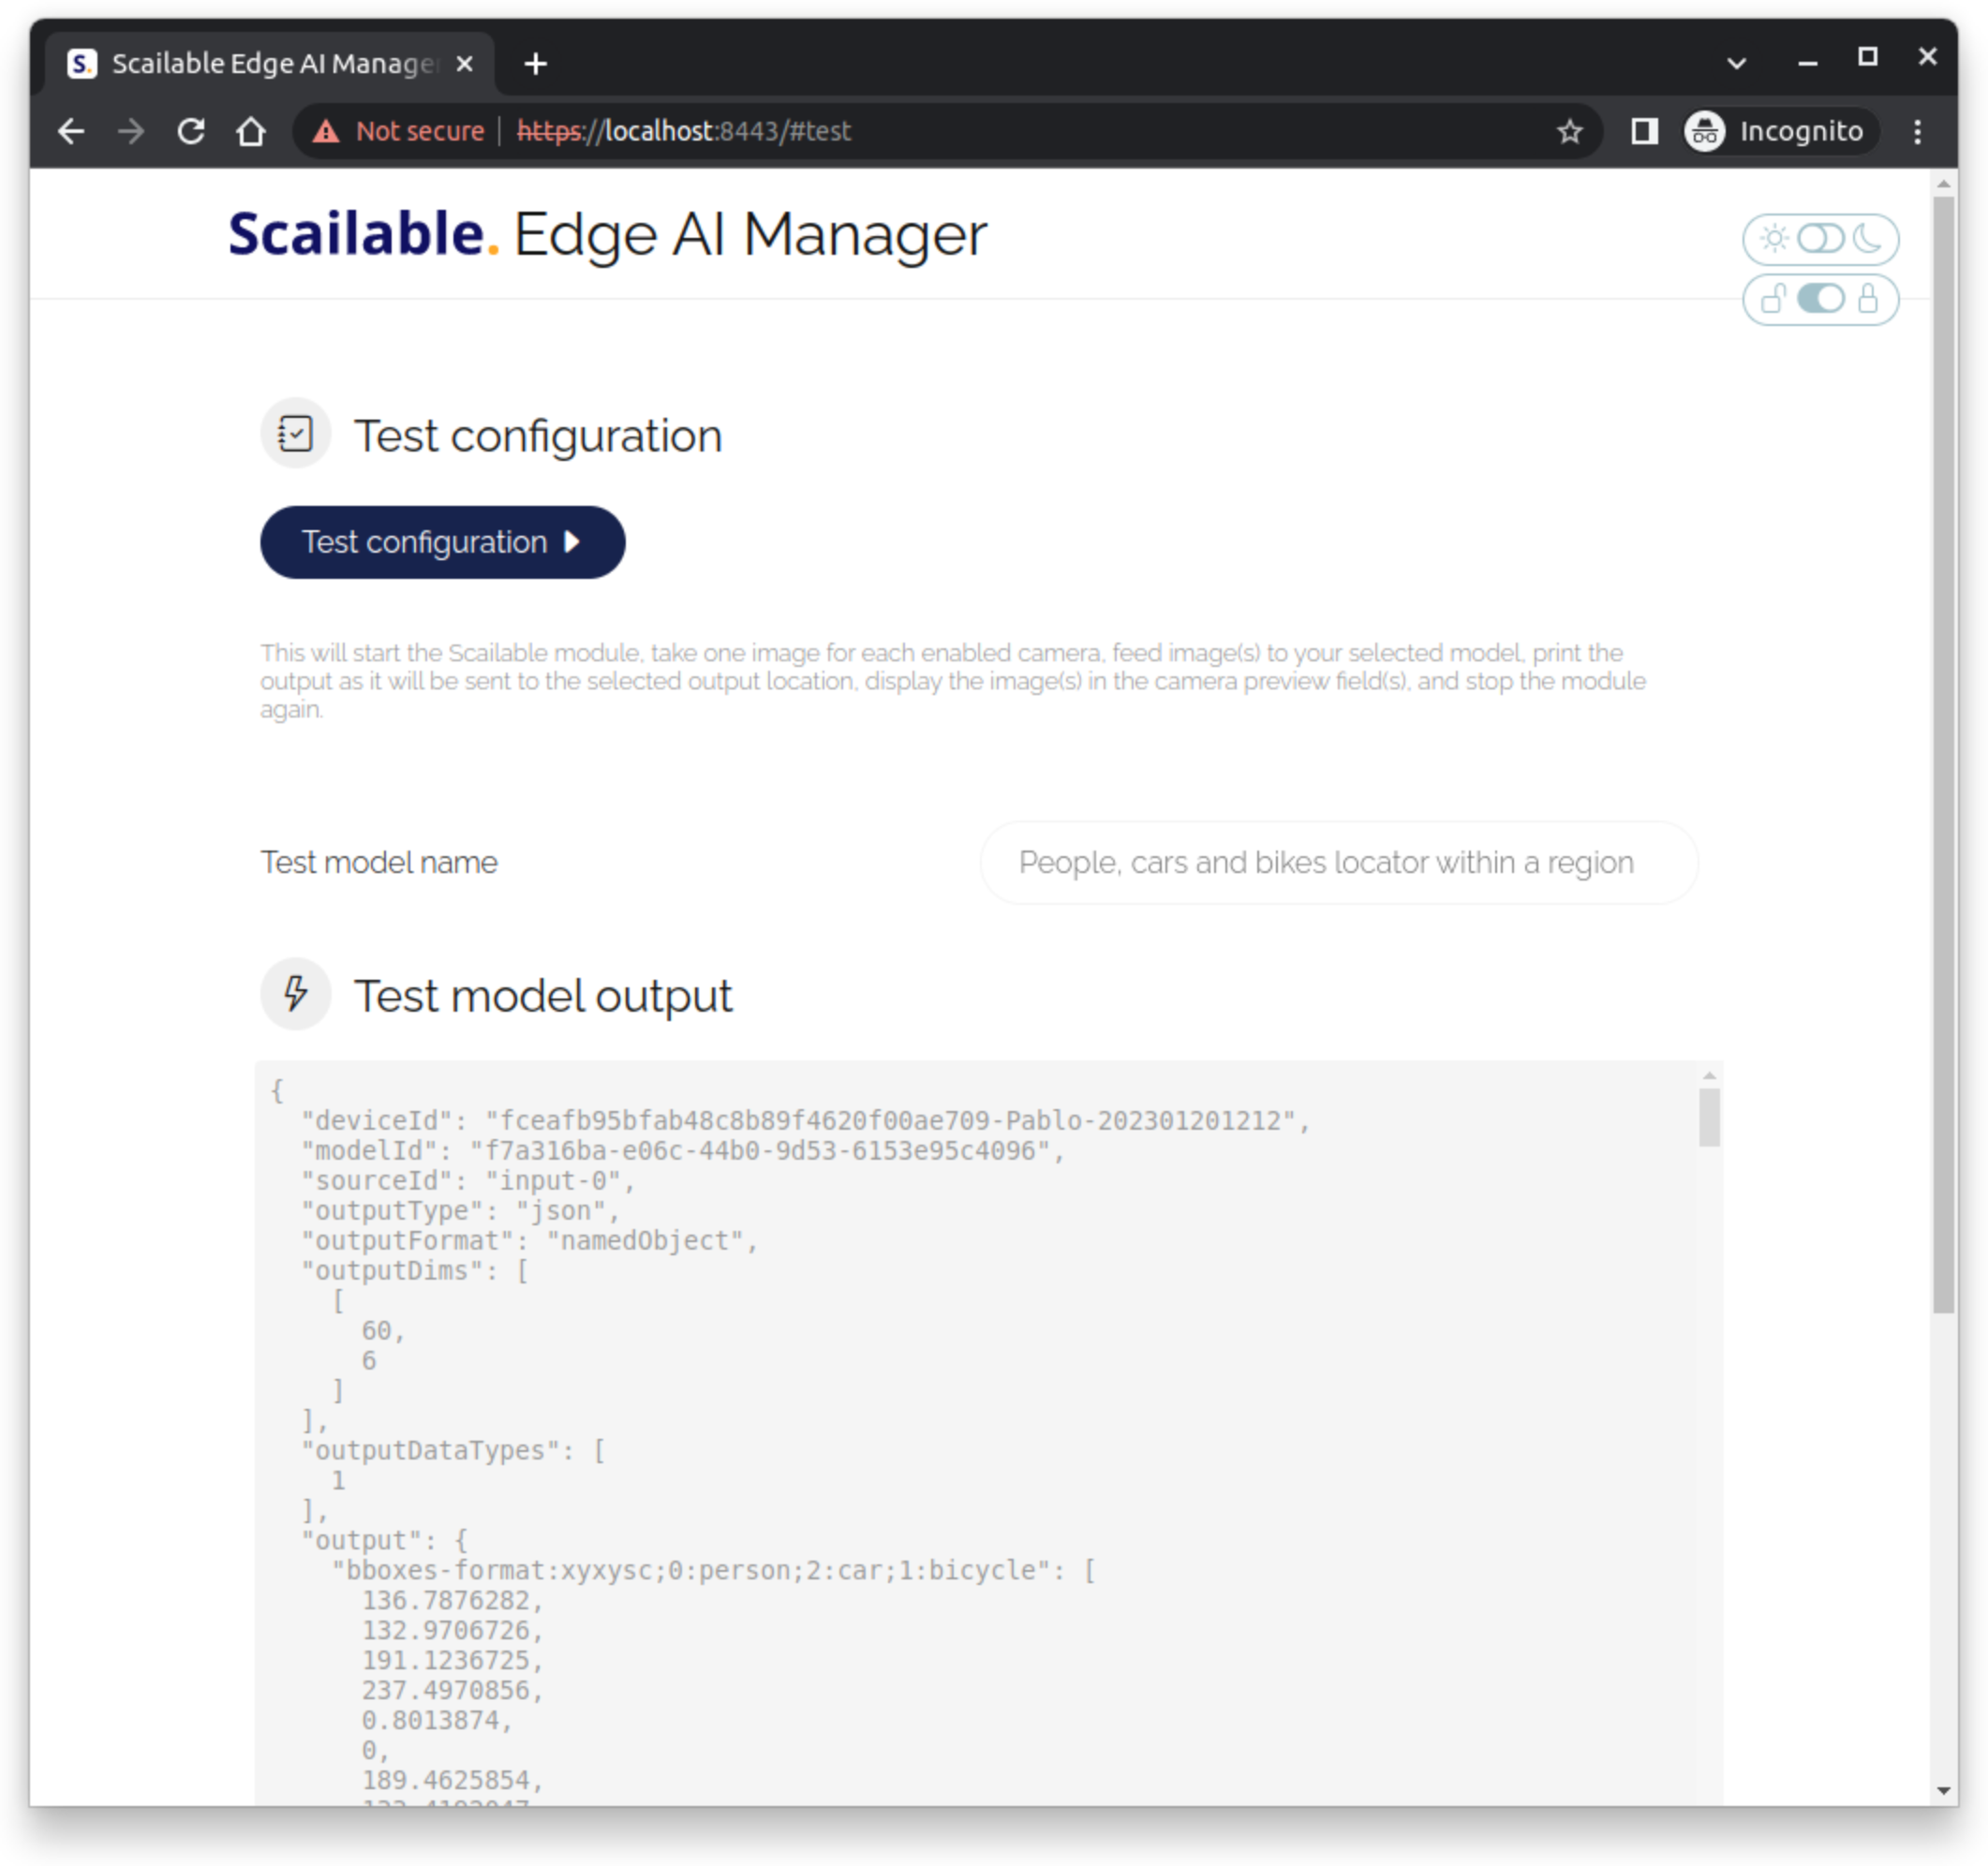 S. Scailable Edge AI Manage
Not secure https://localhost:8443/#test Incognito
Scailable. Edge AI Manager
Test configuration
Test configuration
This will start the Scailable module, take one image for each enabled camera, feed image(s) to your selected model, print the
output as it will be sent to the selected output location, display the image(s) in the camera preview field(s), and stop the module
again.
Test model name People, cars and bikes locator within a region
Test model output
{
"deviceId": "fceafb95bfab48c8b89f4620f00ae709-Pablo-202301201212",
"modelId": "f7a316ba-e06c-44b0-9d53-6153e95c4096",
"sourceId": "input-0",
"outputType": "json",
"outputFormat": "namedObject",
"outputDims": [
[
60,
6
]
],
"outputDataTypes": [
1
],
"output": {
"bboxes-format:xyxysc;0:person;2:car;1:bicycle": [
136.7876282,
132.9706726,
191.1236725,
237.4970856,
0.8013874,
0,
189.4625854,